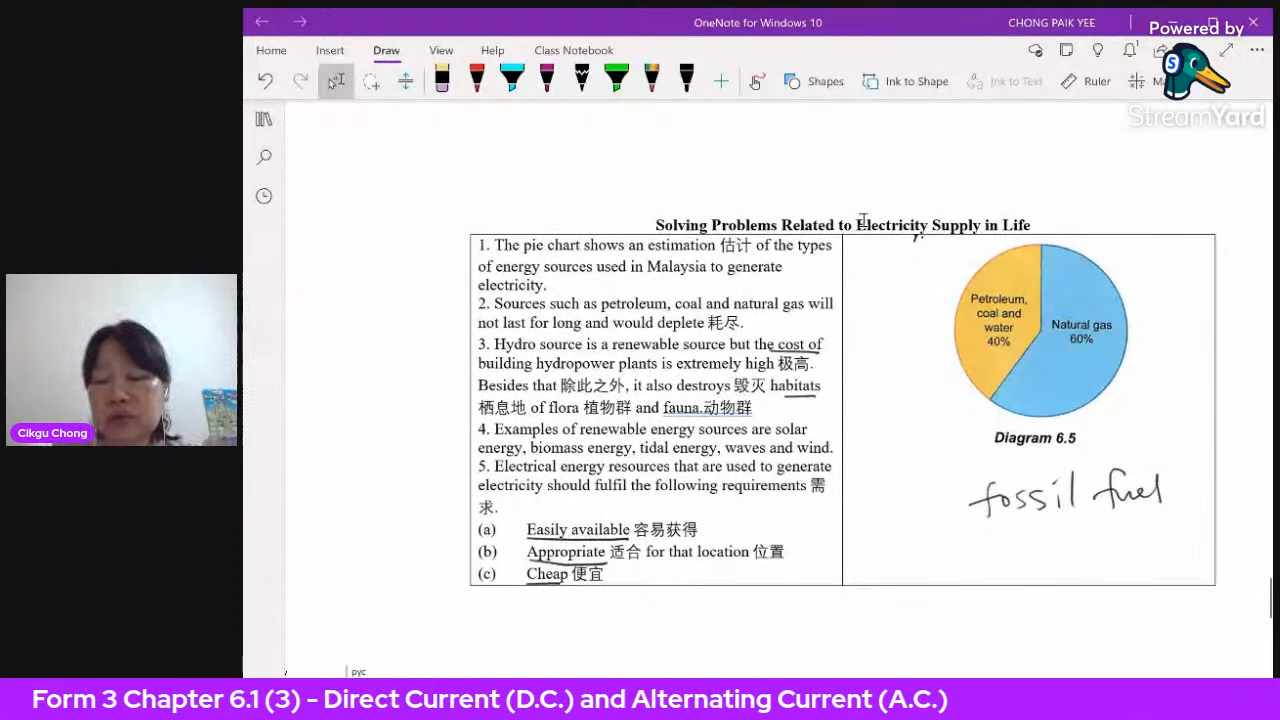 OneNote for Windows 10
CHONG PAIK YEE
Powered by
StreamYard
Home Insert Draw View Help Class Notebook
Shapes Ink to Shape Ink to Text Ruler
Solving Problems Related to Electricity Supply in Life
1. The pie chart shows an estimation 估计 of the types
of energy sources used in Malaysia to generate
electricity.
2. Sources such as petroleum, coal and natural gas will
not last for long and would deplete 耗尽.
3. Hydro source is a renewable source but the cost of
building hydropower plants is extremely high 极高.
Besides that 除此之外, it also destroys 毁灭 habitats
栖息地 of flora 植物群 and fauna.动物群
4. Examples of renewable energy sources are solar
energy, biomass energy, tidal energy, waves and wind.
5. Electrical energy resources that are used to generate
electricity should fulfil the following requirements 需
求.
(a) Easily available 容易获得
(b) Appropriate 适合 for that location 位置
(c) Cheap 便宜
Petroleum,
coal and
water
40%
Natural gas
60%
Diagram 6.5
fossil fuel
pyc
Cikgu Chong
Form 3 Chapter 6.1 (3) - Direct Current (D.C.) and Alternating Current (A.C.)